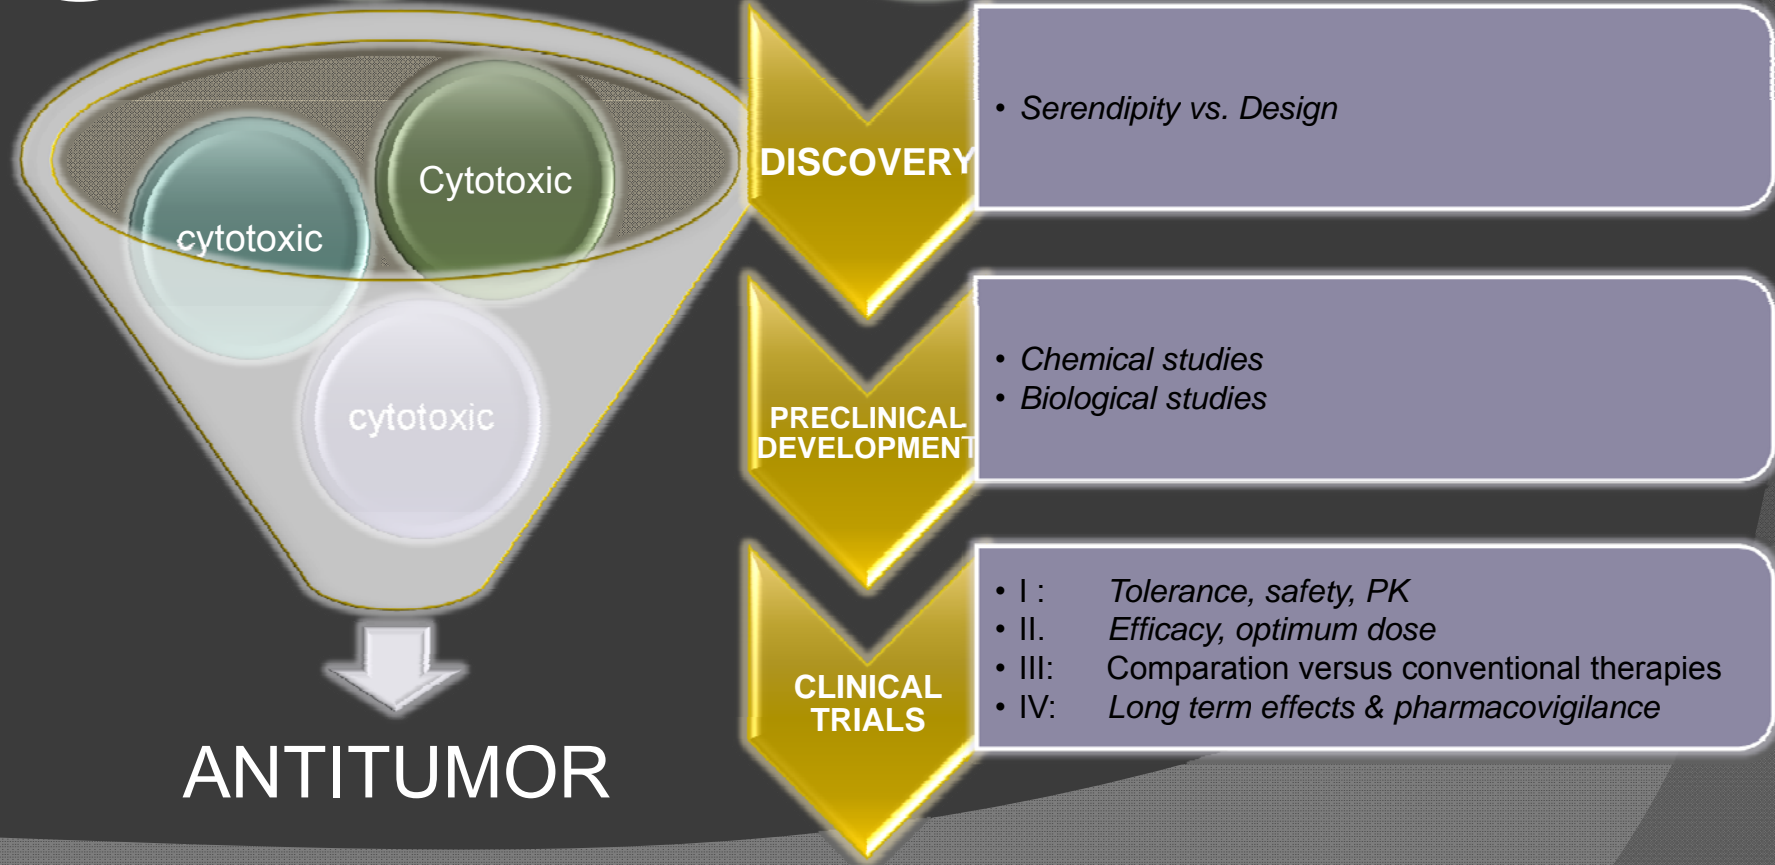 Cytotoxic
cytotoxic
cytotoxic
ANTITUMOR
DISCOVERY
• Serendipity vs. Design
PRECLINICAL
DEVELOPMENT
• Chemical studies
• Biological studies
CLINICAL
TRIALS
• I : Tolerance, safety, PK
• II. Efficacy, optimum dose
• III: Comparation versus conventional therapies
• IV: Long term effects & pharmacovigilance